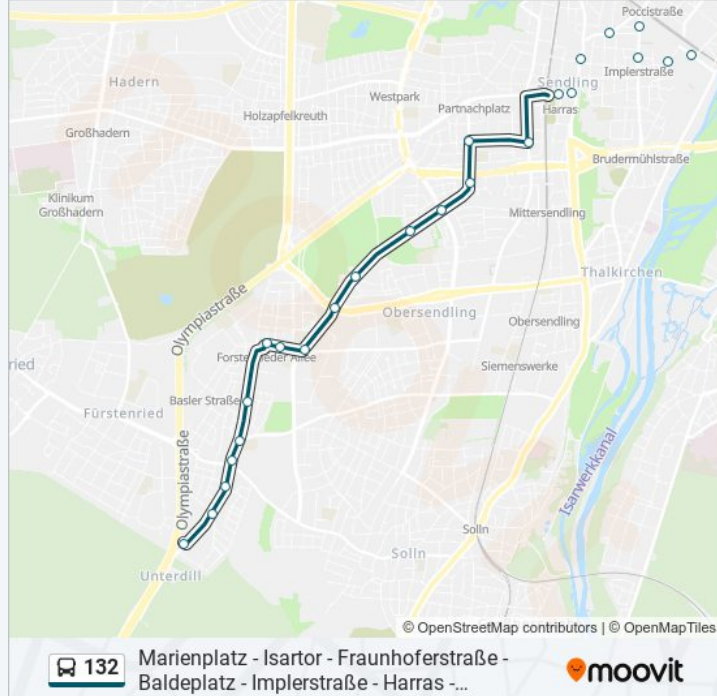 Poccistraße
Hadern
Sendling
Implerstraße
Westpark
Partnachplatz
Harras
Holzapfelkreuth
Großhadern
Brudermühlstraße
Klinikum
Großhadern
Mittersendling
Thalkirchen
Olympiastraße
Obersendling
Obersendling
ried
Siemenswerke
Basler Straße
Fürstenried
Olympiastraße
Isarwerkkanal
Solln
Solln
Unterdill
© OpenStreetMap contributors | © OpenMapTiles
132
Marienplatz - Isartor - Fraunhoferstraße -
Baldeplatz - Implerstraße - Harras -...
moovit